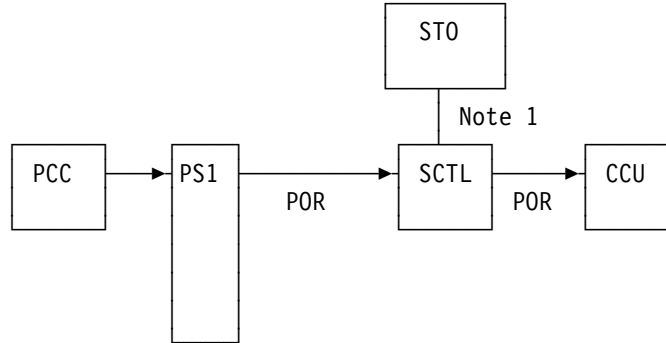 STO
Note 1
PCC
PS1
SCTL
CCU
POR
POR